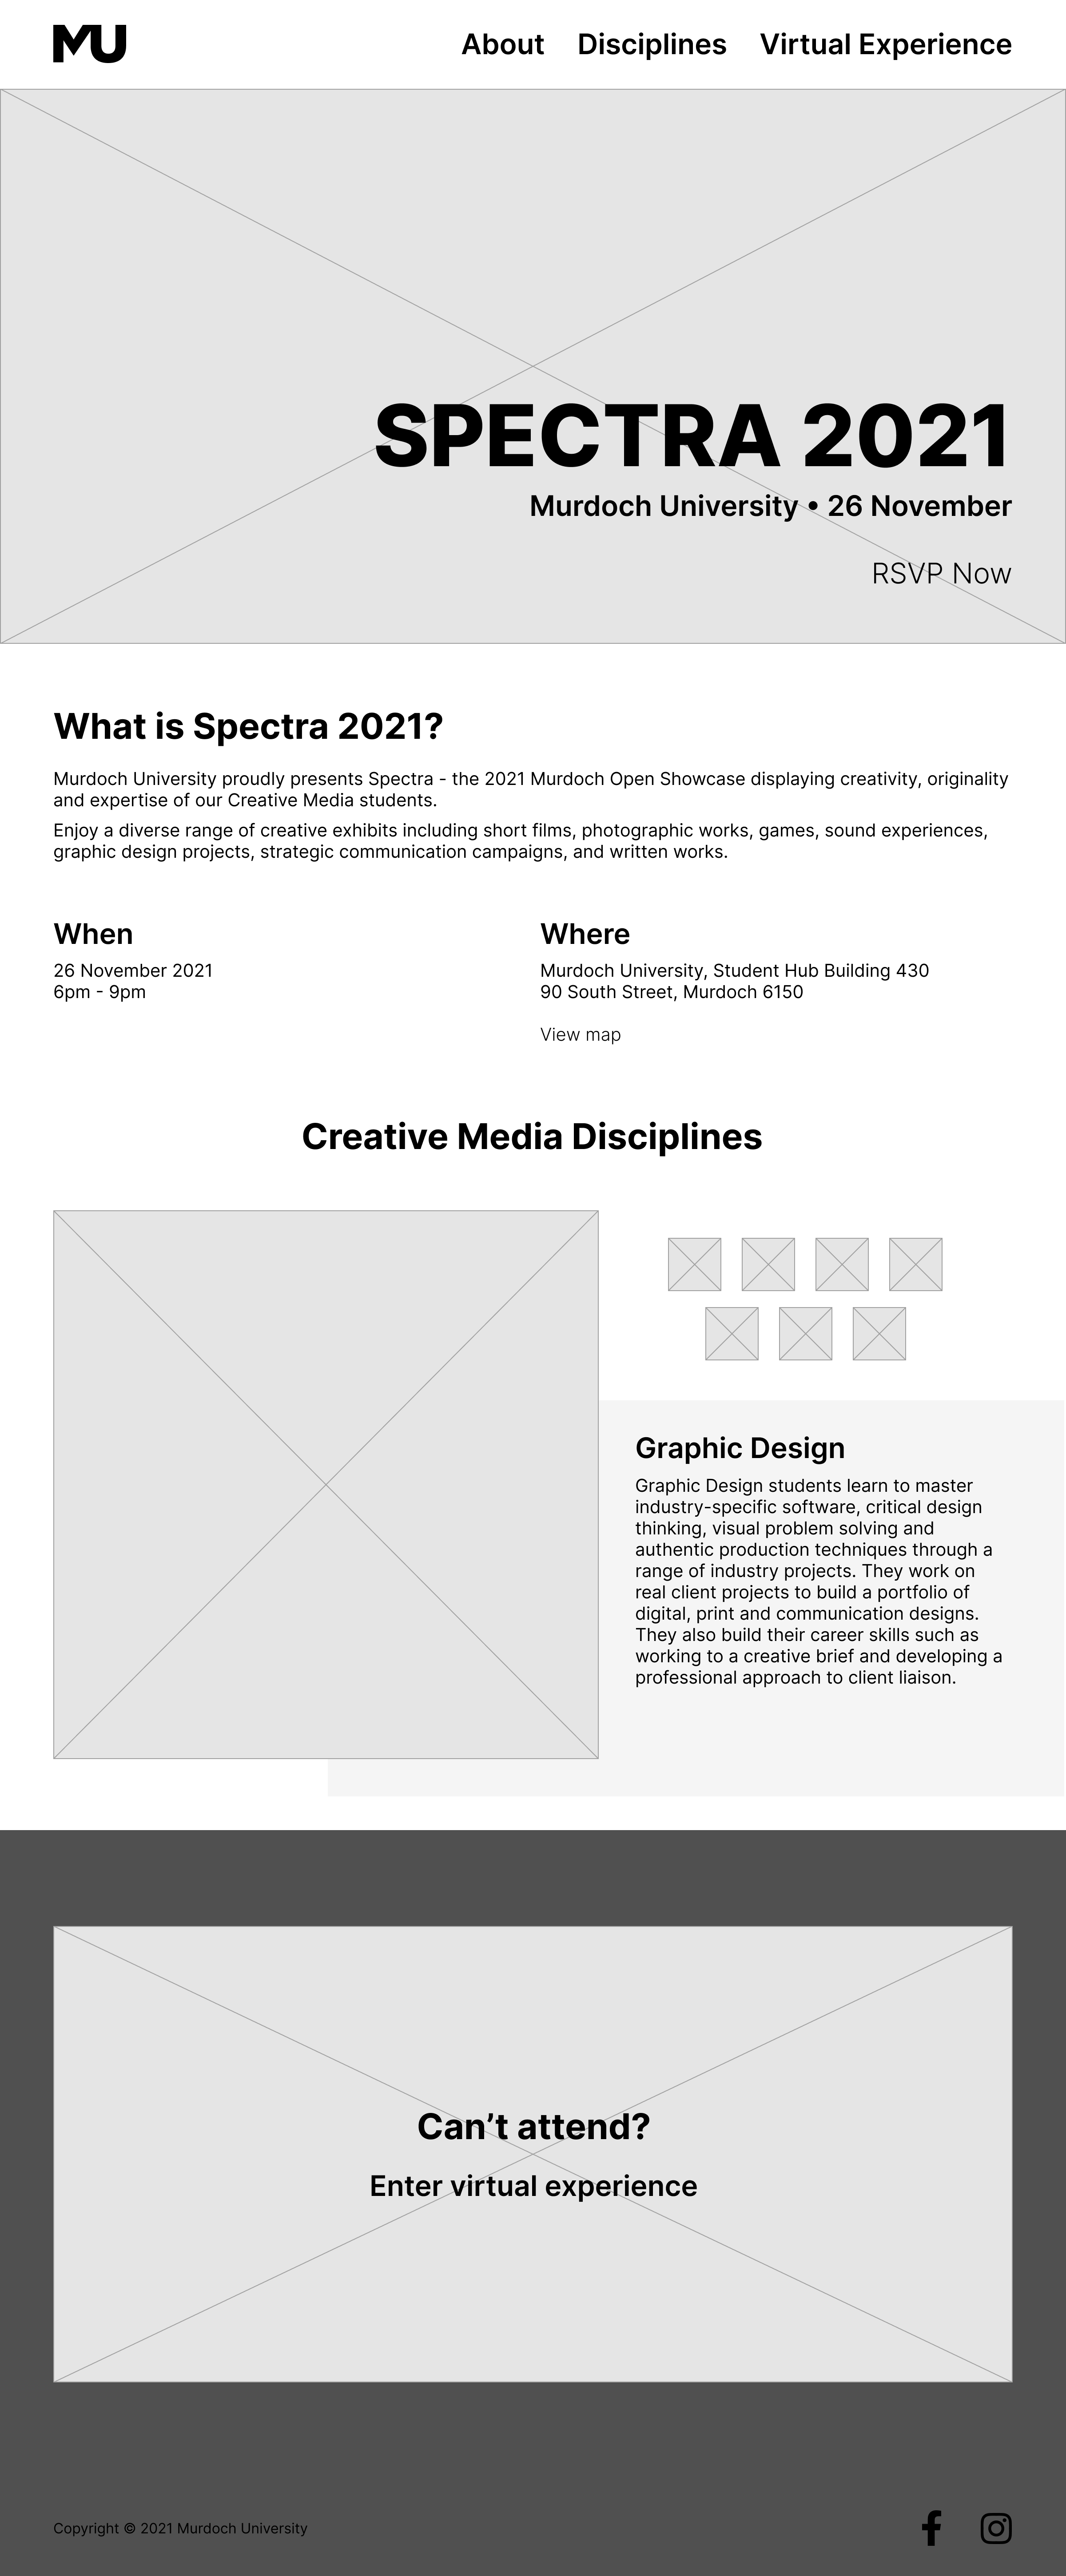 MU
About Disciplines Virtual Experience
SPECTRA 2021
Murdoch University • 26 November
RSVP Now
What is Spectra 2021?
Murdoch University proudly presents Spectra - the 2021 Murdoch Open Showcase displaying creativity, originality
and expertise of our Creative Media students.
Enjoy a diverse range of creative exhibits including short films, photographic works, games, sound experiences,
graphic design projects, strategic communication campaigns, and written works.
When
26 November 2021
6pm - 9pm
Where
Murdoch University, Student Hub Building 430
90 South Street, Murdoch 6150
View map
Creative Media Disciplines
Graphic Design
Graphic Design students learn to master
industry-specific software, critical design
thinking, visual problem solving and
authentic production techniques through a
range of industry projects. They work on
real client projects to build a portfolio of
digital, print and communication designs.
They also build their career skills such as
working to a creative brief and developing a
professional approach to client liaison.
Can’t attend?
Enter virtual experience
Copyright © 2021 Murdoch University